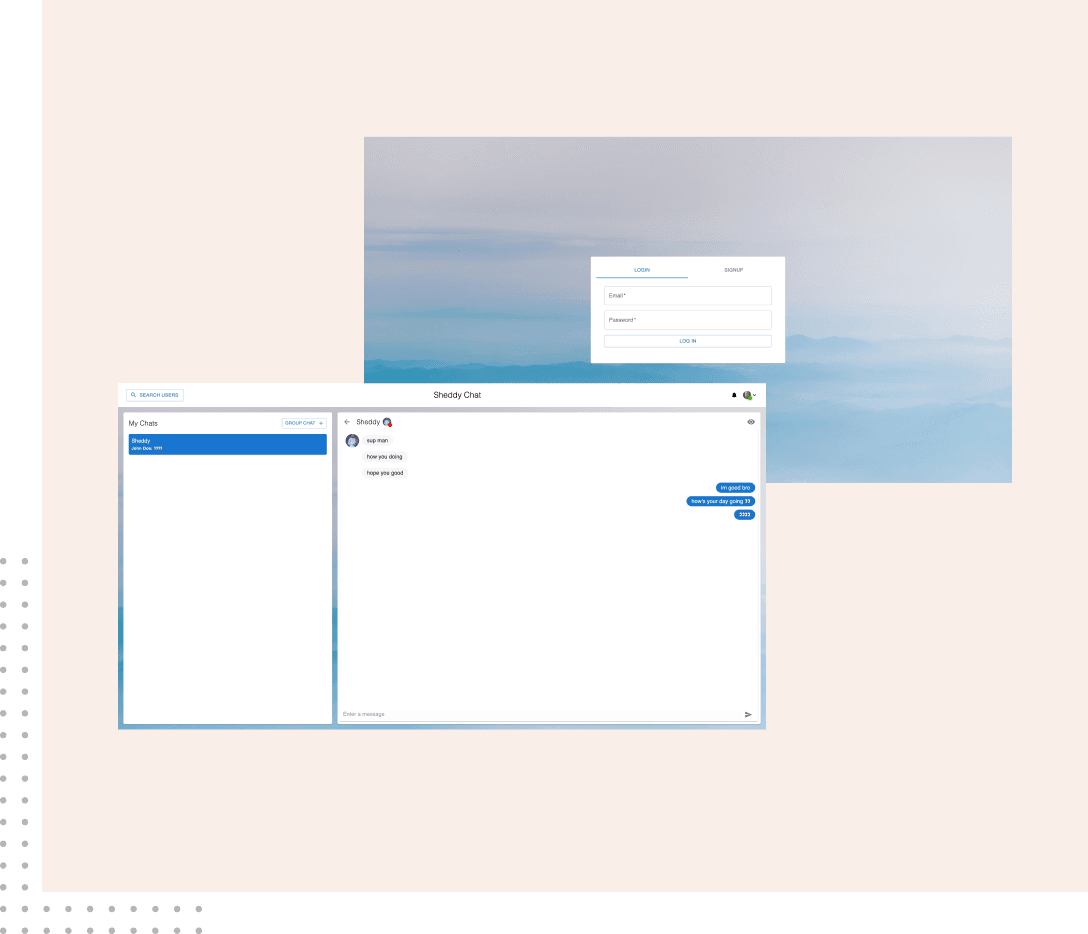 LOGIN
SIGNUP
Email*
Password*
LOG IN
SEARCH USERS
Sheddy Chat
My Chats
GROUP CHAT +
Sheddy
John Doe: ????
Sheddy
sup man
how you doing
hope you good
im good bro
how's your day going ??
????
Enter a message